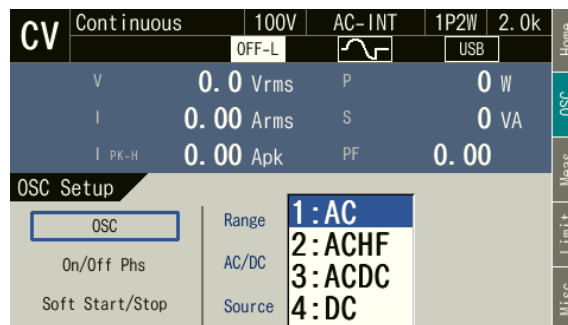 CV Continuous 100V AC-INT 1P2W 2.0k
OFF-L USB
V 0.0 Vrms P 0 W
I 0.00 Arms S 0 VA
I PK-H 0.00 Apk PF 0.00
OSC Setup
OSC Range 1:AC
2:ACHF
On/Off Phs AC/DC 3:ACDC
Soft Start/Stop Source 4:DC
Home
OSC
Meas
Limit
Misc